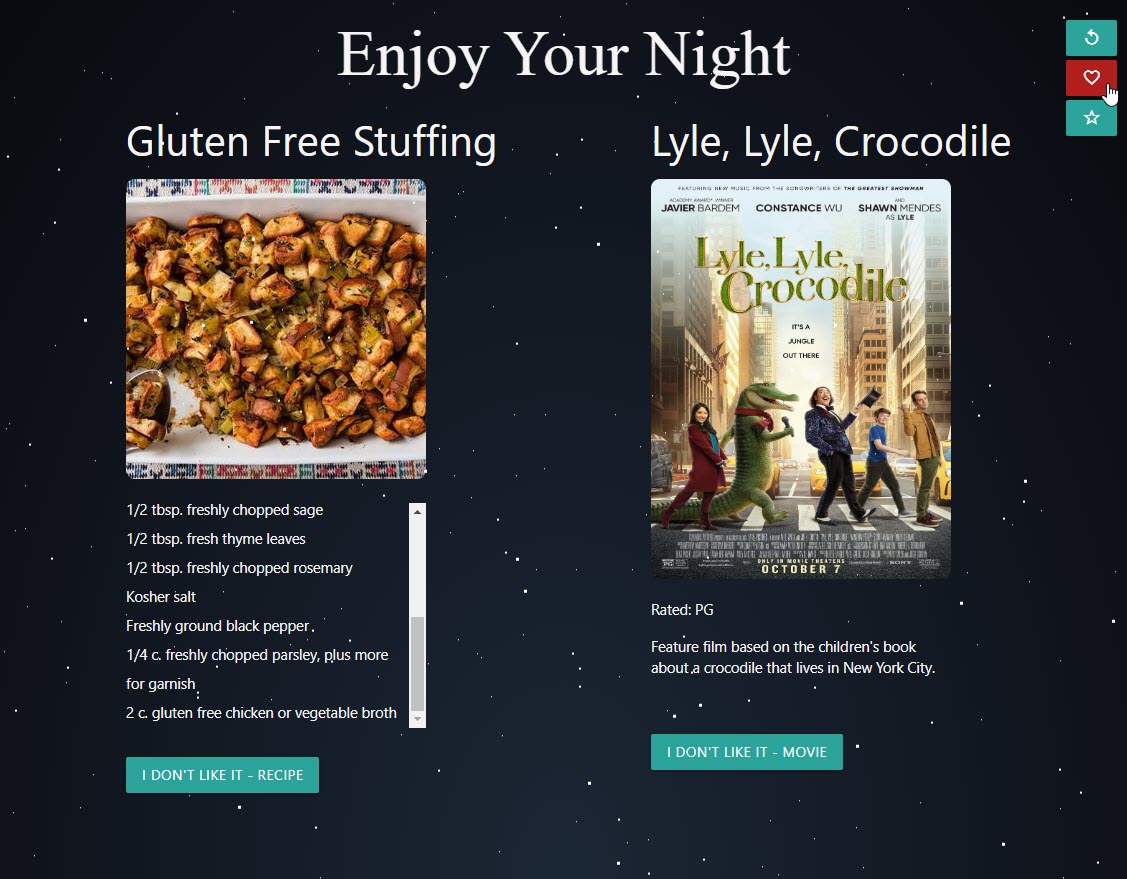 Enjoy Your Night
Gluten Free Stuffing
1/2 tbsp. freshly chopped sage
1/2 tbsp. fresh thyme leaves
1/2 tbsp. freshly chopped rosemary
Kosher salt
Freshly ground black pepper
1/4 c. freshly chopped parsley, plus more
for garnish
2 c. gluten free chicken or vegetable broth
I DON'T LIKE IT - RECIPE
Lyle, Lyle, Crocodile
FEATURING NEW MUSIC FROM THE SONGWRITERS OF THE GREATEST SHOWMAN
ACADEMY AWARD® WINNER
JAVIER BARDEM
CONSTANCE WU
AND
SHAWN MENDES
AS LYLE
Lyle, Lyle,
Crocodile
IT'S A
JUNGLE
OUT THERE
PG
ONLY IN MOVIE THEATERS
OCTOBER 7
SONY
Rated: PG
Feature film based on the children's book
about a crocodile that lives in New York City.
I DON'T LIKE IT - MOVIE